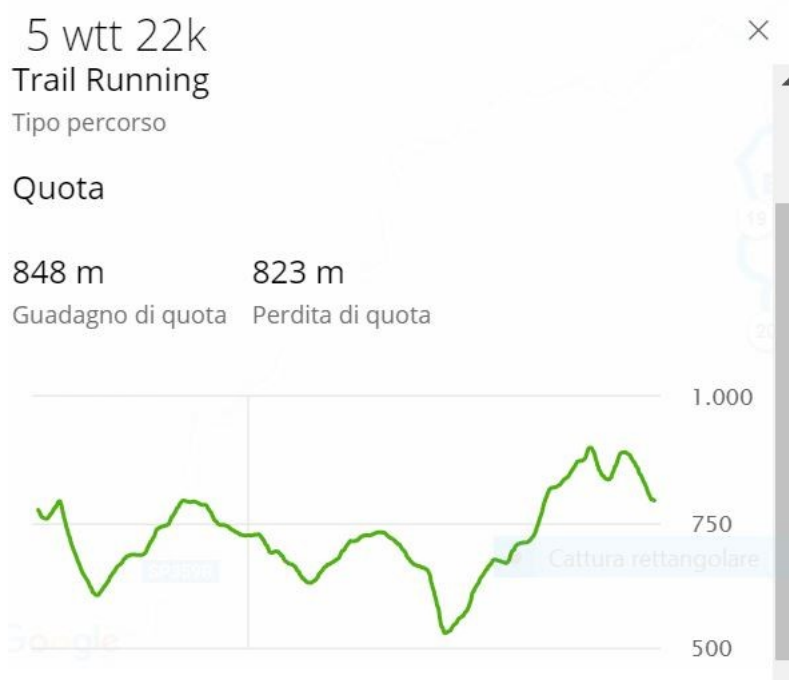 5 wtt 22k
Trail Running
Tipo percorso
Quota
848 m 823 m
Guadagno di quota Perdita di quota
1.000
750
Cattura rettangolare
500
Google